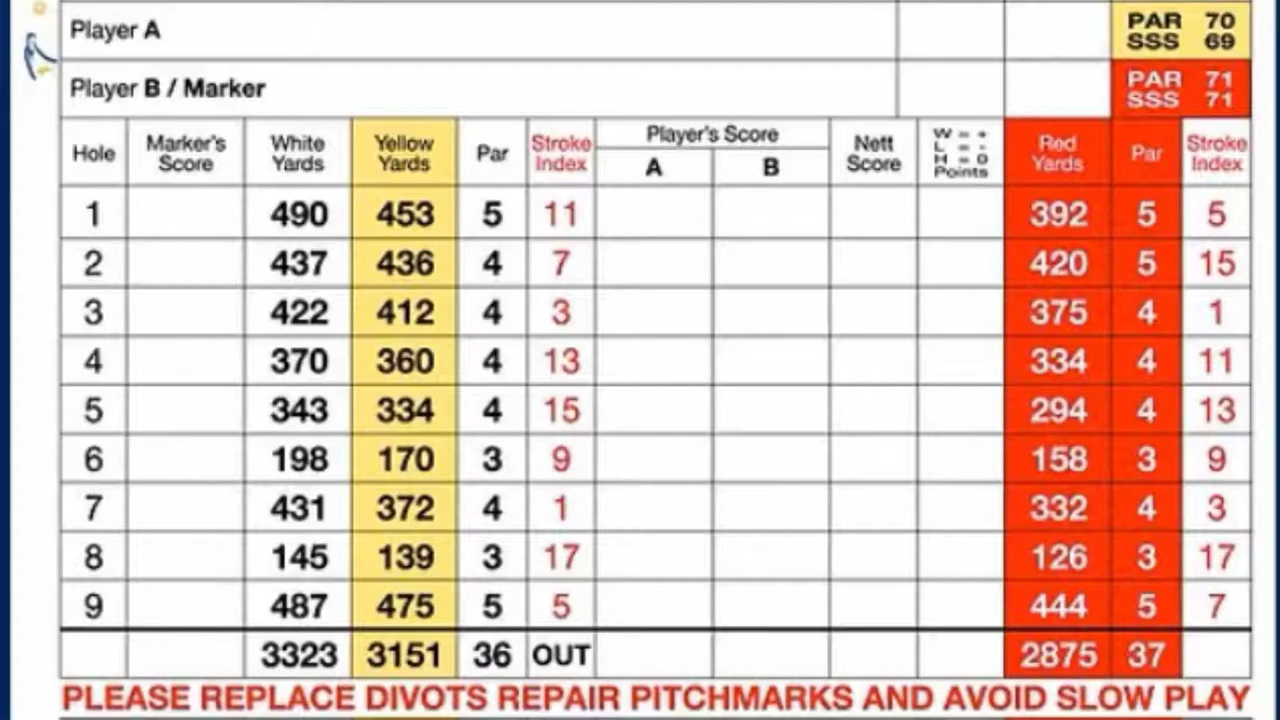 Player A PAR 70
SSS 69
Player B / Marker PAR 71
SSS 71
Hole Marker's Score White Yards Yellow Yards Par Stroke Index Player's Score A B Nett Score W = + L = - H = 0 Points Red Yards Par Stroke Index
1 490 453 5 11 392 5 5
2 437 436 4 7 420 5 15
3 422 412 4 3 375 4 1
4 370 360 4 13 334 4 11
5 343 334 4 15 294 4 13
6 198 170 3 9 158 3 9
7 431 372 4 1 332 4 3
8 145 139 3 17 126 3 17
9 487 475 5 5 444 5 7
3323 3151 36 OUT 2875 37
PLEASE REPLACE DIVOTS REPAIR PITCHMARKS AND AVOID SLOW PLAY